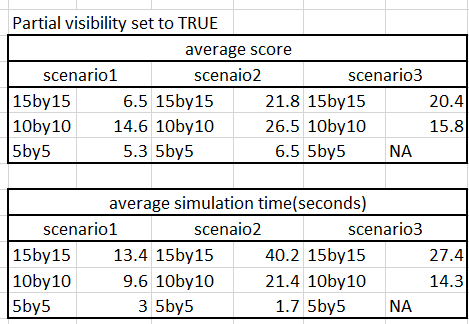 Partial visibility set to TRUE
average score
scenario1 scenaio2 scenario3
15by15 6.5 15by15 21.8 15by15 20.4
10by10 14.6 10by10 26.5 10by10 15.8
5by5 5.3 5by5 6.5 5by5 NA
average simulation time(seconds)
scenario1 scenaio2 scenario3
15by15 13.4 15by15 40.2 15by15 27.4
10by10 9.6 10by10 21.4 10by10 14.3
5by5 3 5by5 1.7 5by5 NA